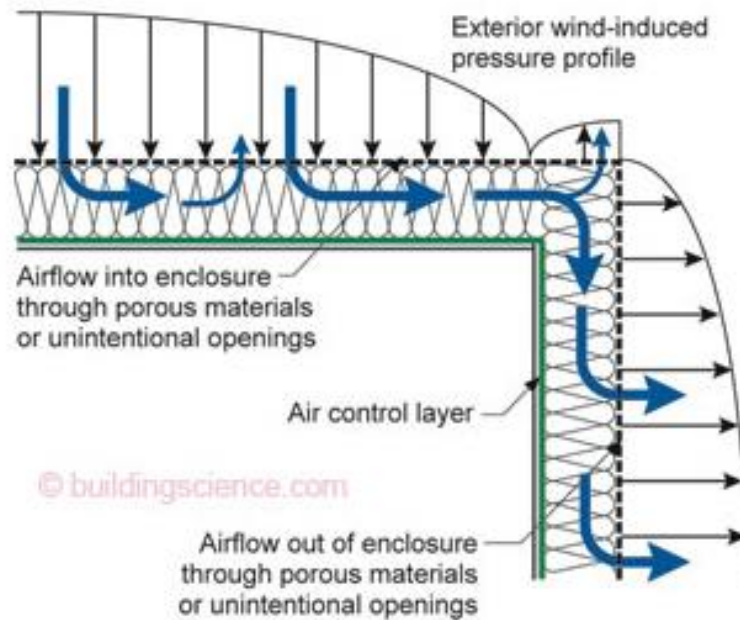 Exterior wind-induced
pressure profile
Airflow into enclosure
through porous materials
or unintentional openings
Air control layer
© buildingscience.com
Airflow out of enclosure
through porous materials
or unintentional openings